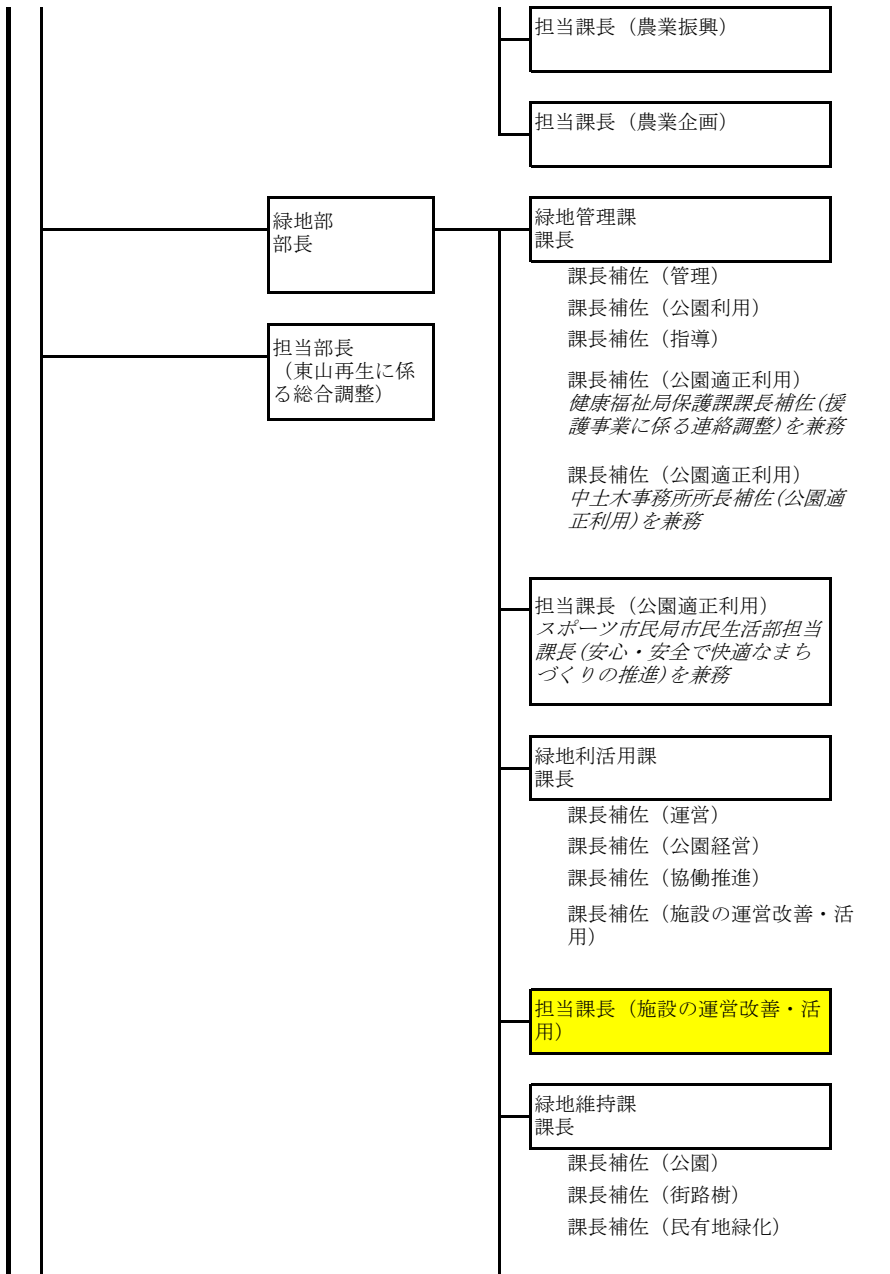 担当課長（農業振興）
担当課長（農業企画）
緑地部
部長
緑地管理課
課長
課長補佐（管理）
課長補佐（公園利用）
課長補佐（指導）
課長補佐（公園適正利用）
健康福祉局保護課課長補佐(援
護事業に係る連絡調整)を兼務
課長補佐（公園適正利用）
中土木事務所所長補佐(公園適
正利用)を兼務
担当部長
（東山再生に係
る総合調整）
担当課長（公園適正利用）
スポーツ市民局市民生活部担当
課長(安心・安全で快適なまち
づくりの推進)を兼務
緑地利活用課
課長
課長補佐（運営）
課長補佐（公園経営）
課長補佐（協働推進）
課長補佐（施設の運営改善・活
用）
担当課長（施設の運営改善・活
用）
緑地維持課
課長
課長補佐（公園）
課長補佐（街路樹）
課長補佐（民有地緑化）